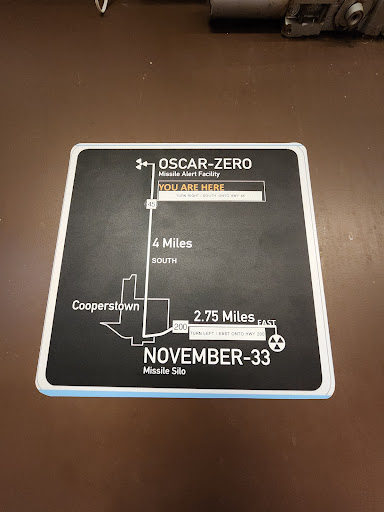 OSCAR-ZERO
Missile Alert Facility
YOU ARE HERE
TURN RIGHT / SOUTH ONTO HWY 45
45
4 Miles
SOUTH
Cooperstown
2.75 Miles
EAST
200
TURN LEFT / EAST ONTO HWY 200
NOVEMBER-33
Missile Silo